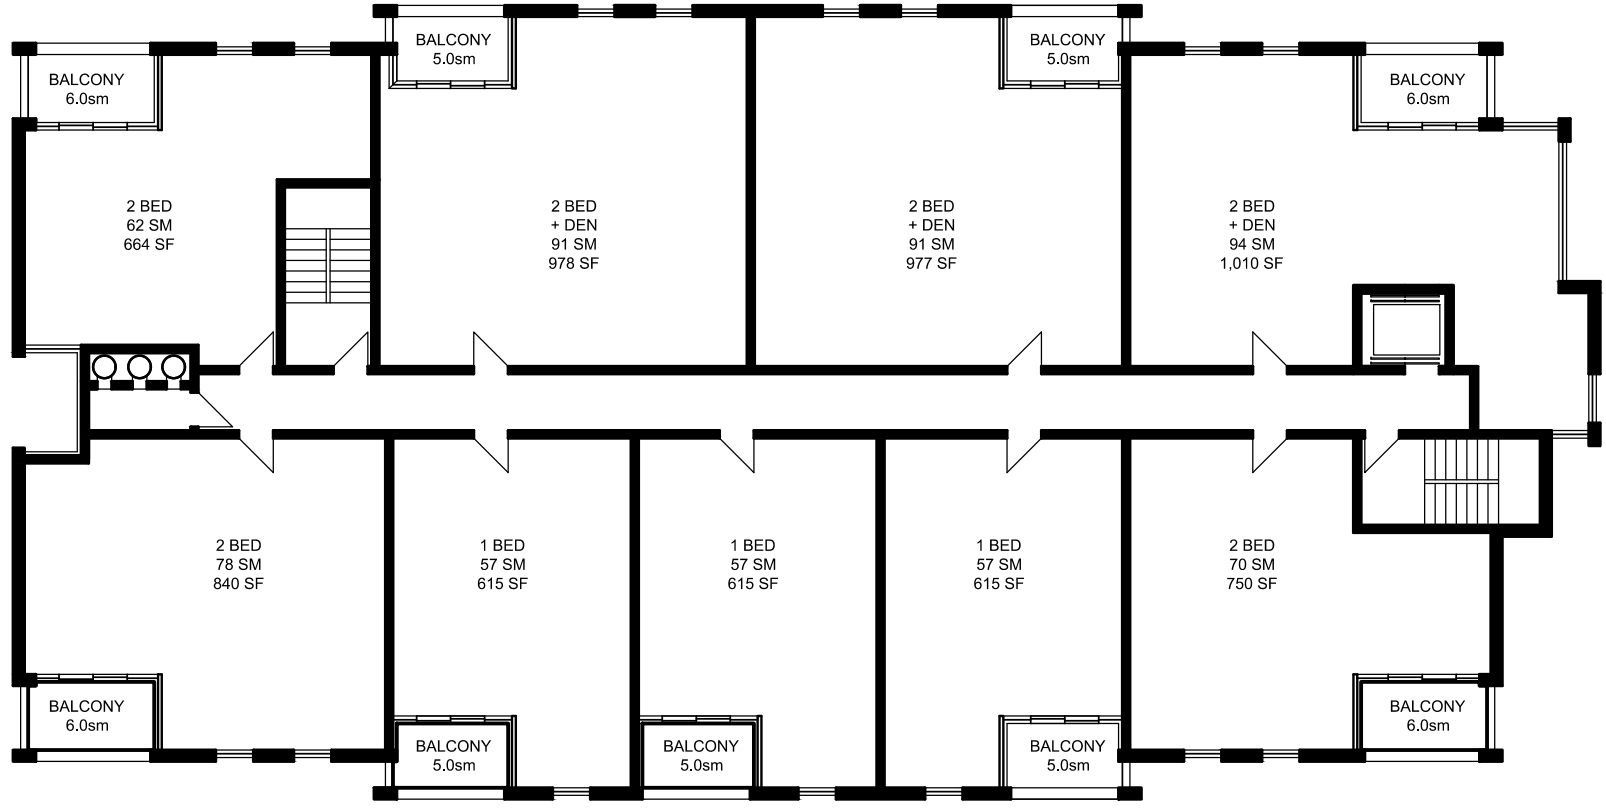 BALCONY
6.0sm
BALCONY
5.0sm
BALCONY
5.0sm
BALCONY
6.0sm
2 BED
62 SM
664 SF
2 BED
+ DEN
91 SM
978 SF
2 BED
+ DEN
91 SM
977 SF
2 BED
+ DEN
94 SM
1,010 SF
2 BED
78 SM
840 SF
1 BED
57 SM
615 SF
1 BED
57 SM
615 SF
1 BED
57 SM
615 SF
2 BED
70 SM
750 SF
BALCONY
6.0sm
BALCONY
5.0sm
BALCONY
5.0sm
BALCONY
5.0sm
BALCONY
6.0sm